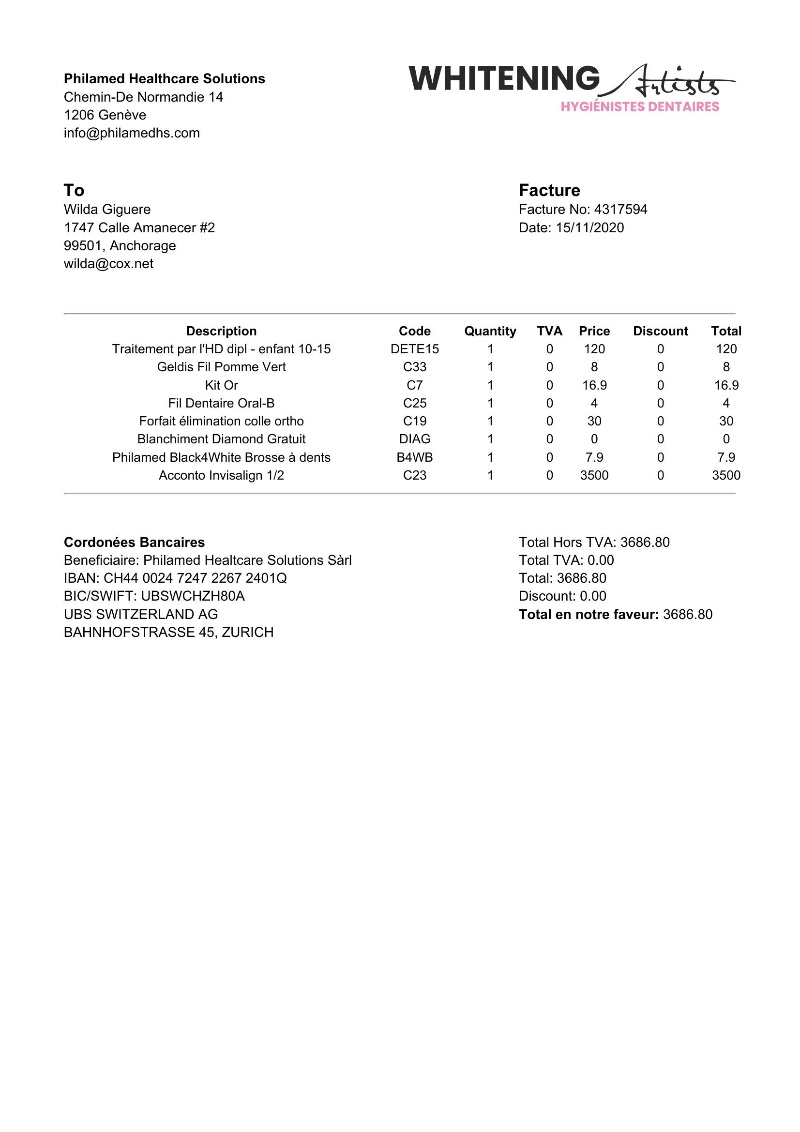 Philamed Healthcare Solutions
Chemin-De Normandie 14
1206 Genève
info@philamedhs.com
WHITENING Artists
HYGIÉNISTES DENTAIRES
To
Wilda Giguere
1747 Calle Amanecer #2
99501, Anchorage
wilda@cox.net
Facture
Facture No: 4317594
Date: 15/11/2020
Description Code Quantity TVA Price Discount Total
Traitement par l'HD dipl - enfant 10-15 DETE15 1 0 120 0 120
Geldis Fil Pomme Vert C33 1 0 8 0 8
Kit Or C7 1 0 16.9 0 16.9
Fil Dentaire Oral-B C25 1 0 4 0 4
Forfait élimination colle ortho C19 1 0 30 0 30
Blanchiment Diamond Gratuit DIAG 1 0 0 0 0
Philamed Black4White Brosse à dents B4WB 1 0 7.9 0 7.9
Acconto Invisalign 1/2 C23 1 0 3500 0 3500
Cordonées Bancaires
Beneficiaire: Philamed Healtcare Solutions Sàrl
IBAN: CH44 0024 7247 2267 2401Q
BIC/SWIFT: UBSWCHZH80A
UBS SWITZERLAND AG
BAHNHOFSTRASSE 45, ZURICH
Total Hors TVA: 3686.80
Total TVA: 0.00
Total: 3686.80
Discount: 0.00
Total en notre faveur: 3686.80